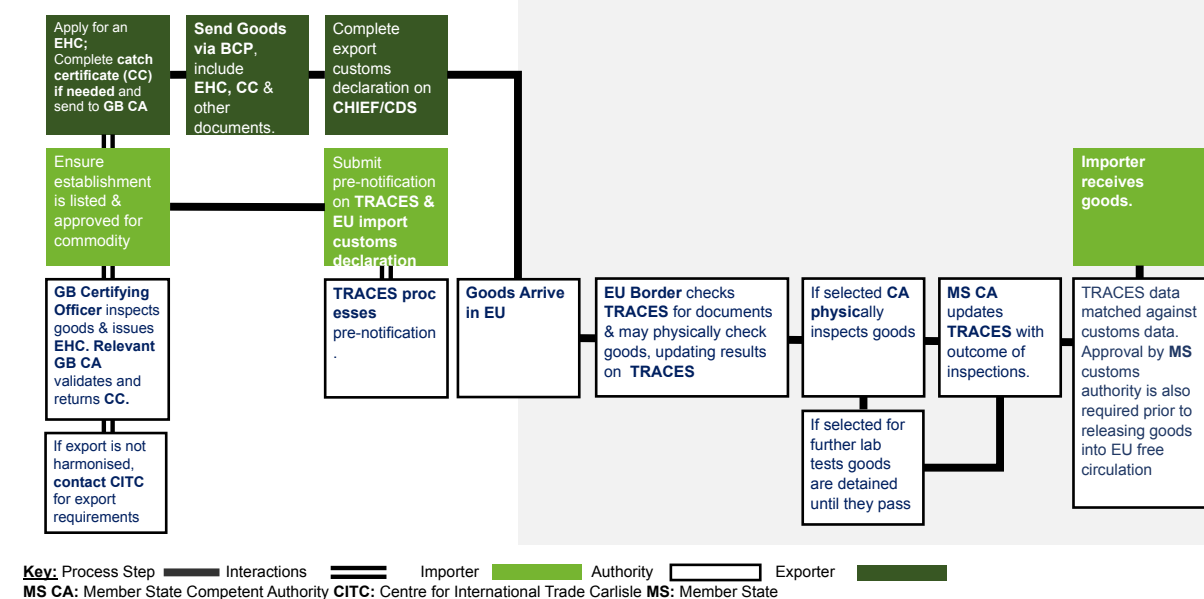 Apply for an
EHC;
Complete catch
certificate (CC)
if needed and
send to GB CA
Send Goods
via BCP,
include
EHC, CC &
other
documents.
Complete
export
customs
declaration on
CHIEF/CDS
Ensure
establishment
is listed &
approved for
commodity
Submit
pre-notification
on TRACES &
EU import
customs
declaration
Importer
receives
goods.
GB Certifying
Officer inspects
goods & issues
EHC. Relevant
GB CA
validates and
returns CC.
TRACES proc
esses
pre-notification
.
Goods Arrive
in EU
EU Border checks
TRACES for documents
& may physically check
goods, updating results
on TRACES
If selected CA
physically
inspects goods
MS CA
updates
TRACES with
outcome of
inspections.
TRACES data
matched against
customs data.
Approval by MS
customs
authority is also
required prior to
releasing goods
into EU free
circulation
If export is not
harmonised,
contact CITC
for export
requirements
If selected for
further lab
tests goods
are detained
until they pass
Key: Process Step Interactions Importer Authority Exporter
MS CA: Member State Competent Authority CITC: Centre for International Trade Carlisle MS: Member State